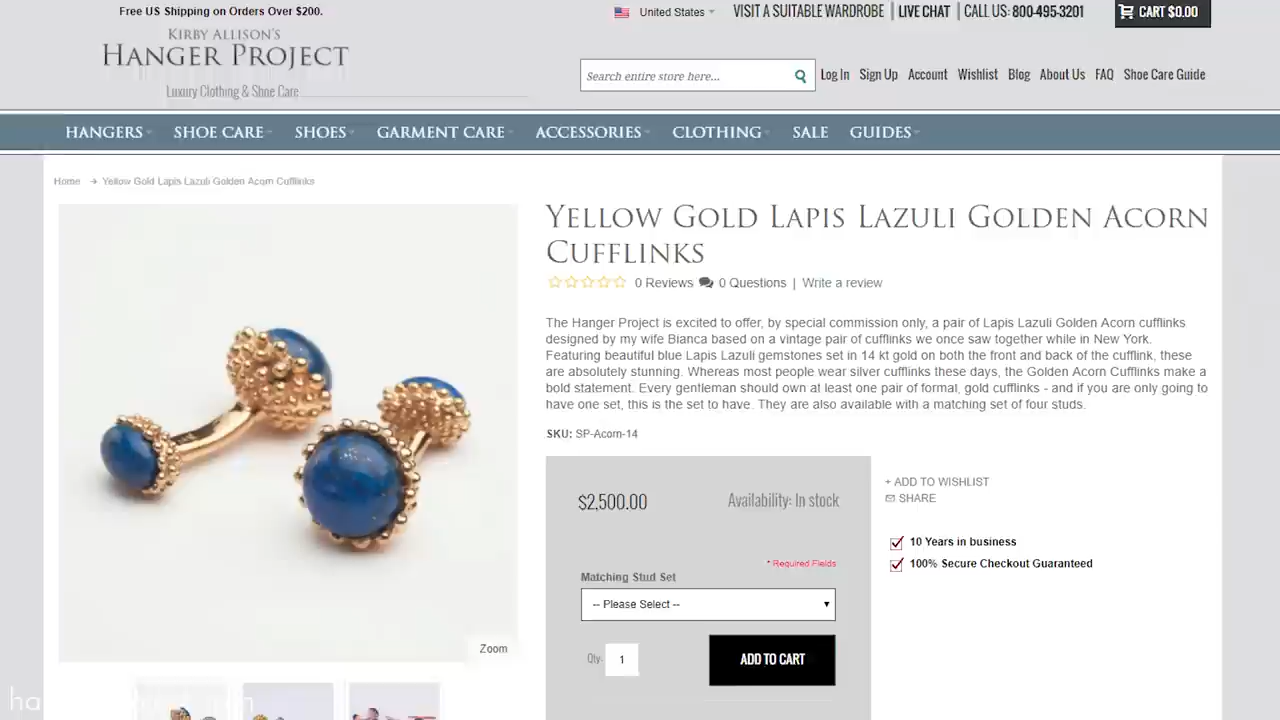 Free US Shipping on Orders Over $200.
United States
VISIT A SUITABLE WARDROBE
LIVE CHAT
CALL US: 800-495-3201
CART $0.00
KIRBY ALLISON'S
HANGER PROJECT
Luxury Clothing & Shoe Care
Search entire store here...
Log In Sign Up Account Wishlist Blog About Us FAQ Shoe Care Guide
HANGERS SHOE CARE SHOES GARMENT CARE ACCESSORIES CLOTHING SALE GUIDES
Home → Yellow Gold Lapis Lazuli Golden Acorn Cufflinks
YELLOW GOLD LAPIS LAZULI GOLDEN ACORN
CUFFLINKS
0 Reviews 0 Questions | Write a review
The Hanger Project is excited to offer, by special commission only, a pair of Lapis Lazuli Golden Acorn cufflinks
designed by my wife Bianca based on a vintage pair of cufflinks we once saw together while in New York.
Featuring beautiful blue Lapis Lazuli gemstones set in 14 kt gold on both the front and back of the cufflink, these
are absolutely stunning. Whereas most people wear silver cufflinks these days, the Golden Acorn Cufflinks make a
bold statement. Every gentleman should own at least one pair of formal, gold cufflinks - and if you are only going to
have one set, this is the set to have. They are also available with a matching set of four studs.
SKU: SP-Acorn-14
$2,500.00
Availability: In stock
+ ADD TO WISHLIST
SHARE
10 Years in business
100% Secure Checkout Guaranteed
* Required Fields
Matching Stud Set
-- Please Select --
Qty: 1
ADD TO CART
Zoom